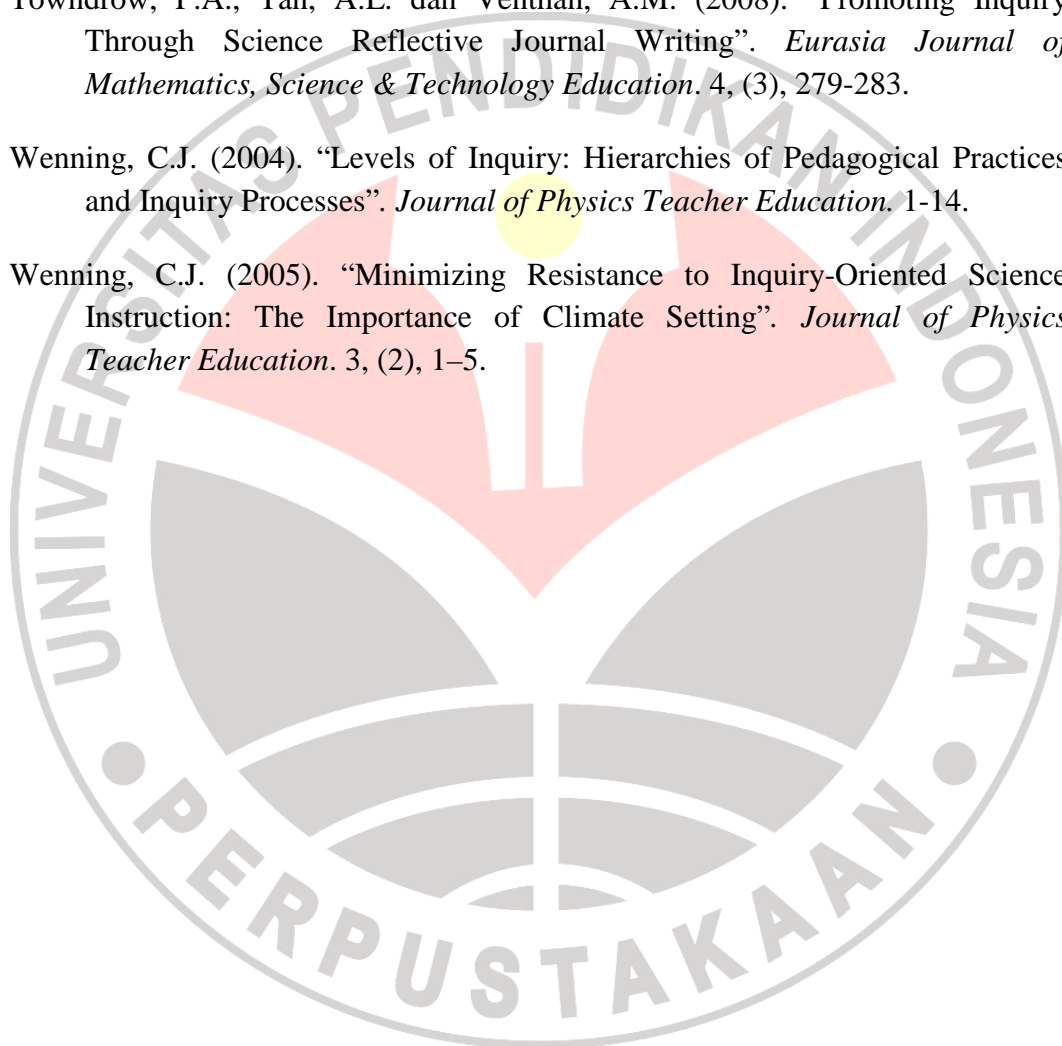 Towndrow, P.A., Tan, A.L. dan Venthan, A.M. (2008). “Promoting Inquiry
Through Science Reflective Journal Writing”. Eurasia Journal of
Mathematics, Science & Technology Education. 4, (3), 279-283.
Wenning, C.J. (2004). “Levels of Inquiry: Hierarchies of Pedagogical Practices
and Inquiry Processes”. Journal of Physics Teacher Education. 1-14.
Wenning, C.J. (2005). “Minimizing Resistance to Inquiry-Oriented Science
Instruction: The Importance of Climate Setting”. Journal of Physics
Teacher Education. 3, (2), 1–5.
UNIVERSITAS PENDIDIKAN INDONESIA
PERPUSTAKAAN